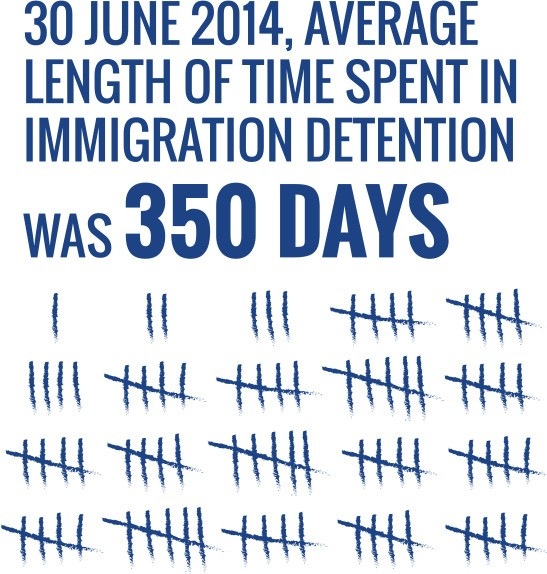 30 JUNE 2014, AVERAGE
LENGTH OF TIME SPENT IN
IMMIGRATION DETENTION
WAS 350 DAYS